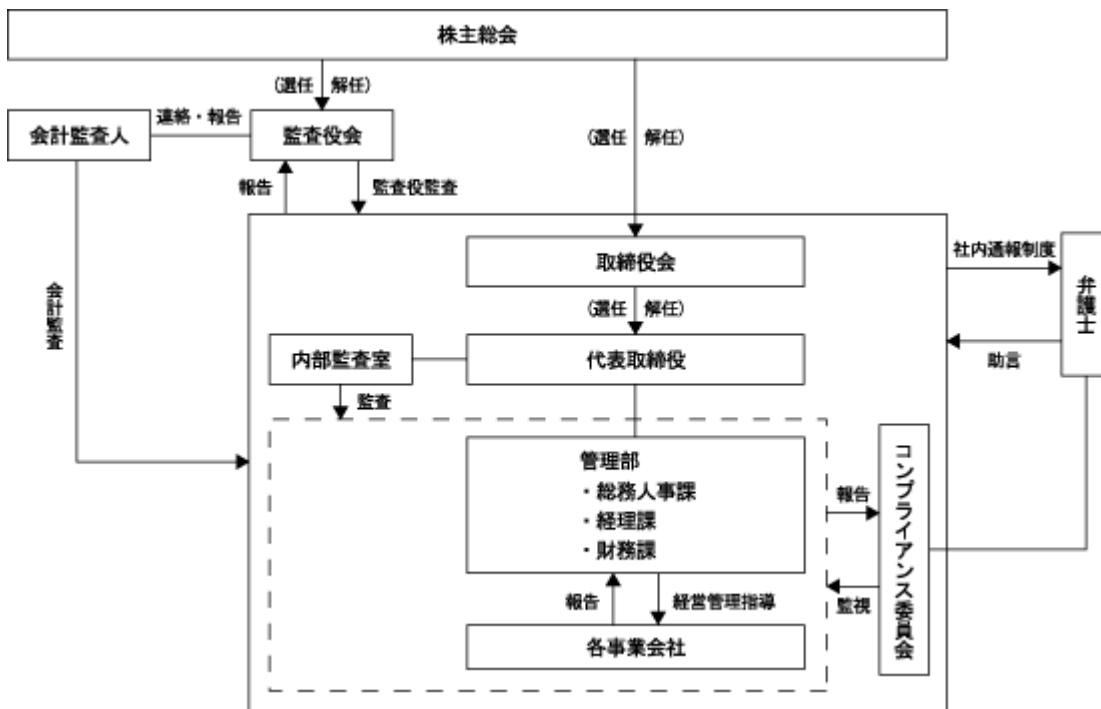 株主総会
(選任 解任)
会計監査人
連絡・報告
監査役会
(選任 解任)
報告
監査役監査
取締役会
社内通報制度
弁護士
(選任 解任)
会計監査
助言
内部監査室
代表取締役
監査
管理部
・総務人事課
・経理課
・財務課
コンプライアンス委員会
報告
監視
報告
経営管理指導
各事業会社